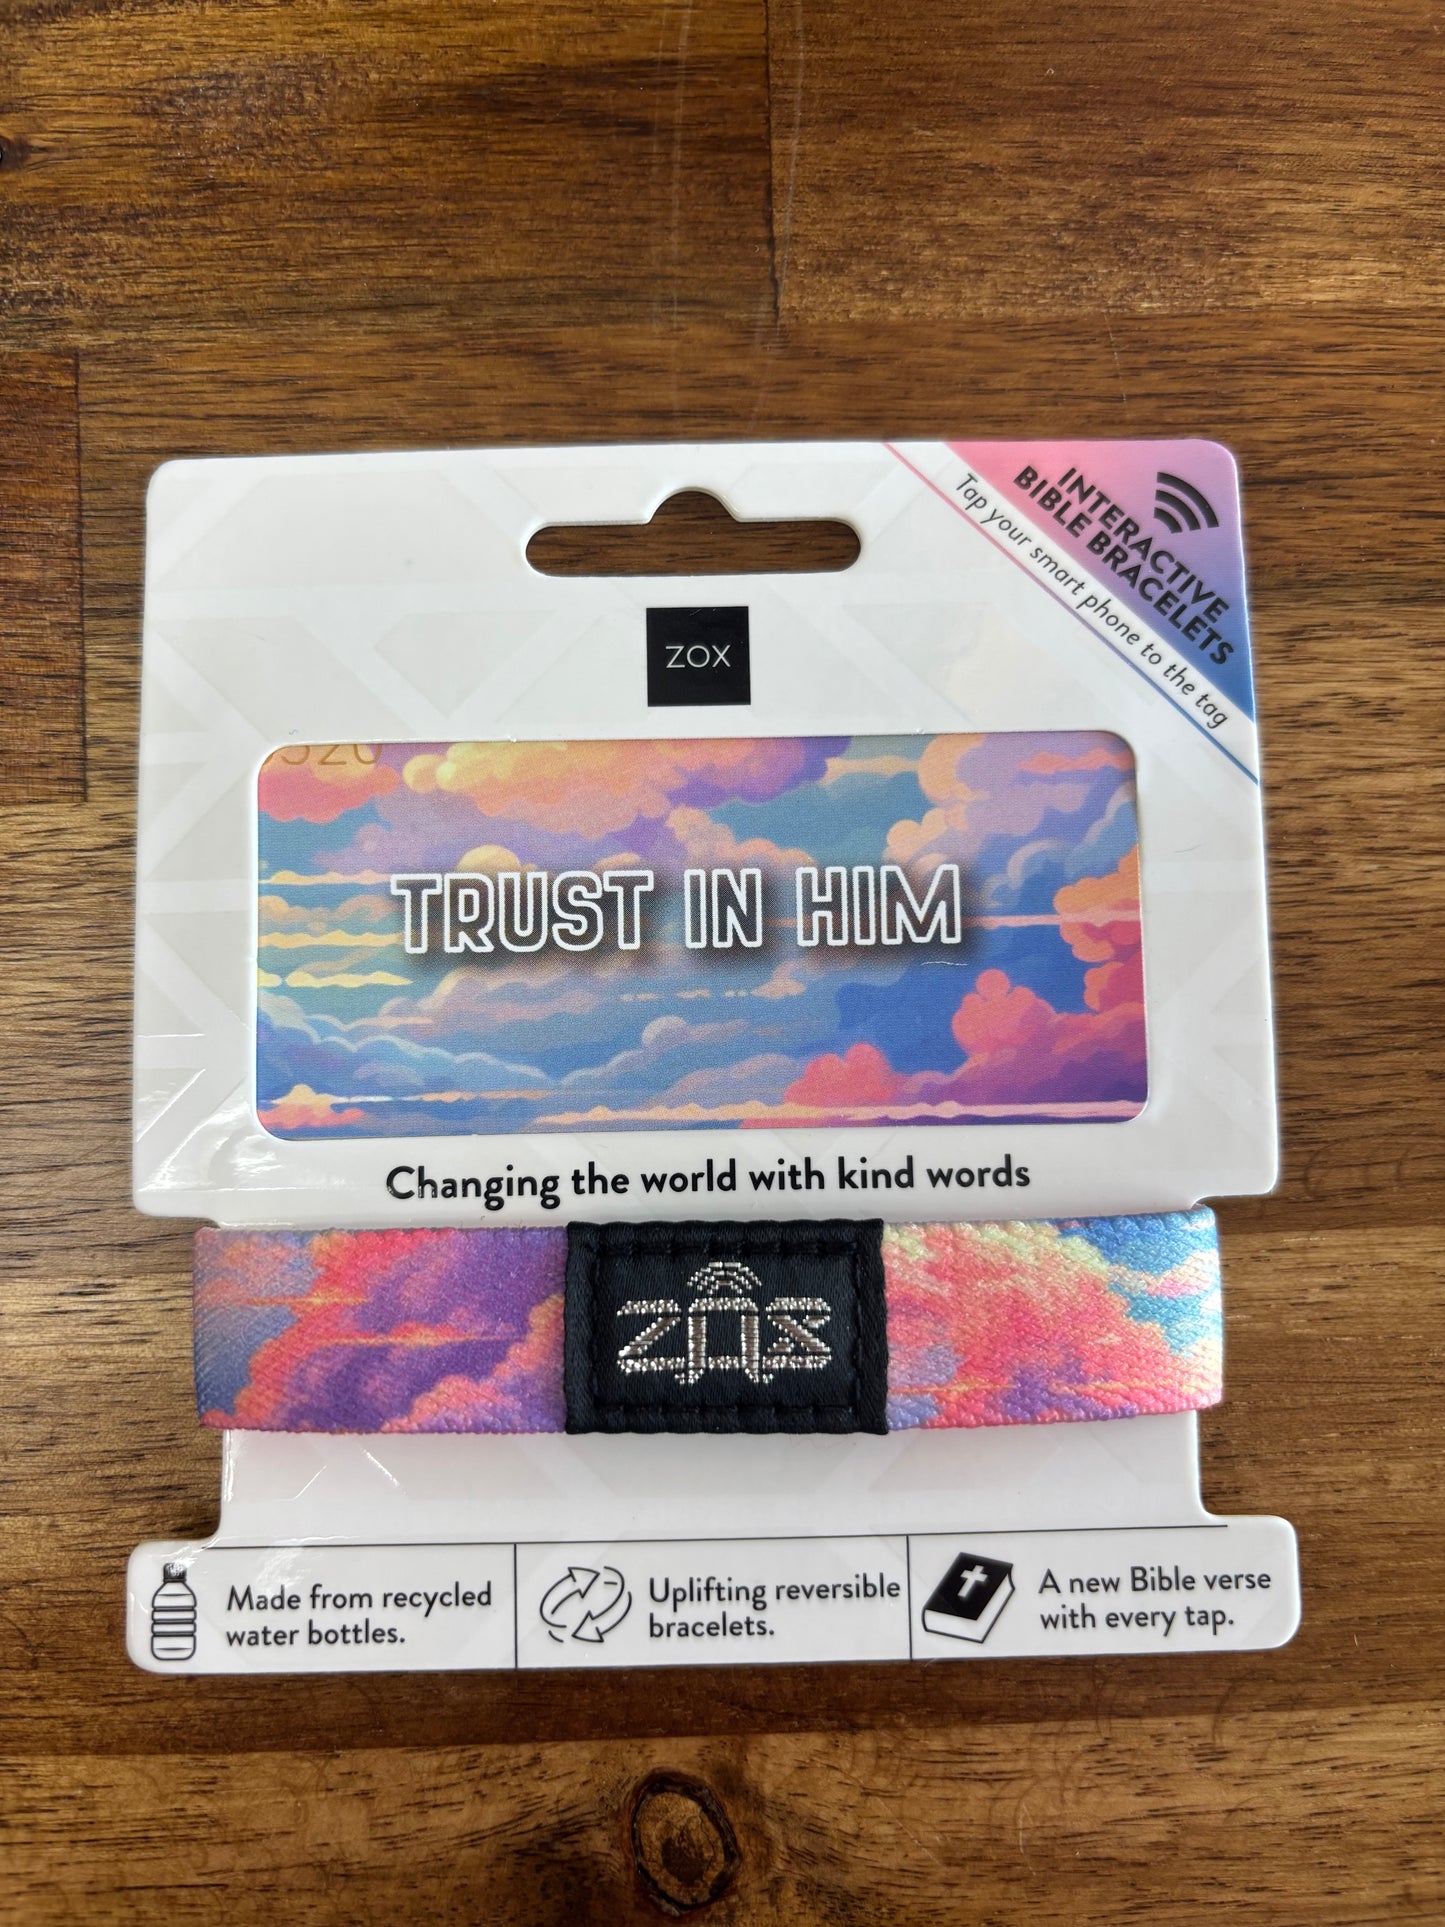 INTERACTIVE
BIBLE BRACELETS
Tap your smart phone to the tag
ZOX
TRUST IN HIM
Changing the world with kind words
ZOX
Made from recycled
water bottles.
Uplifting reversible
bracelets.
A new Bible verse
with every tap.